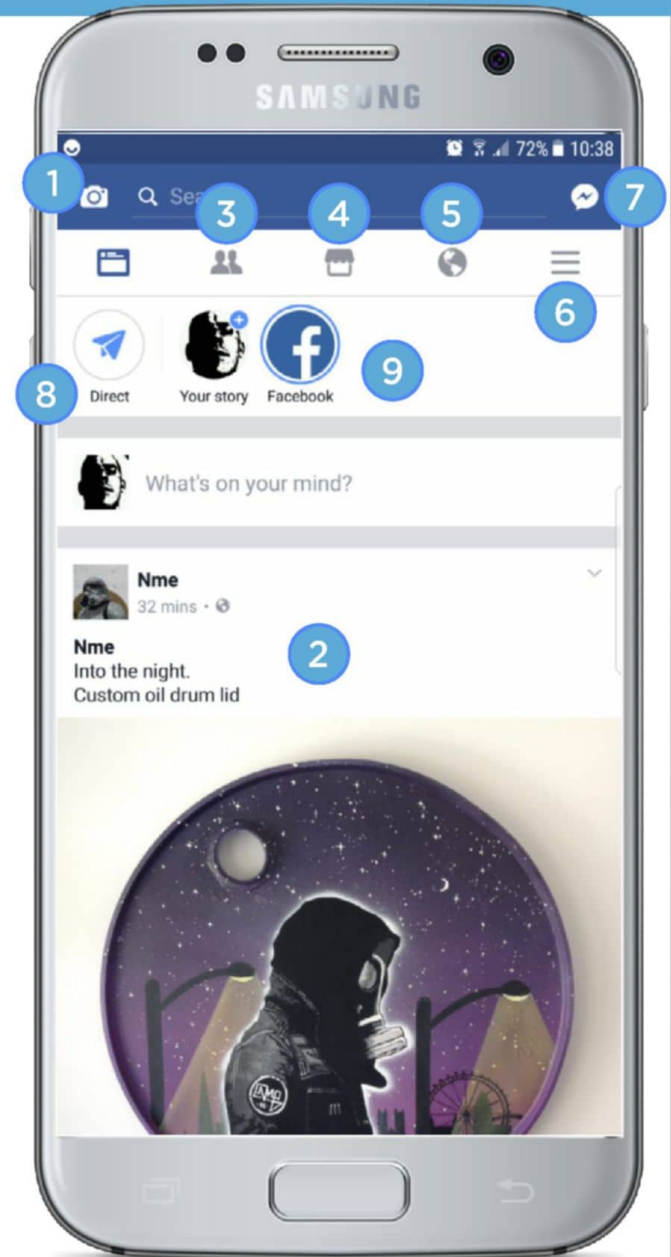 SAMSUNG
72% 10:38
1
Sea
3
4
5
7
6
8
Direct
Your story
Facebook
9
What's on your mind?
Nme
32 mins
Nme
2
Into the night.
Custom oil drum lid